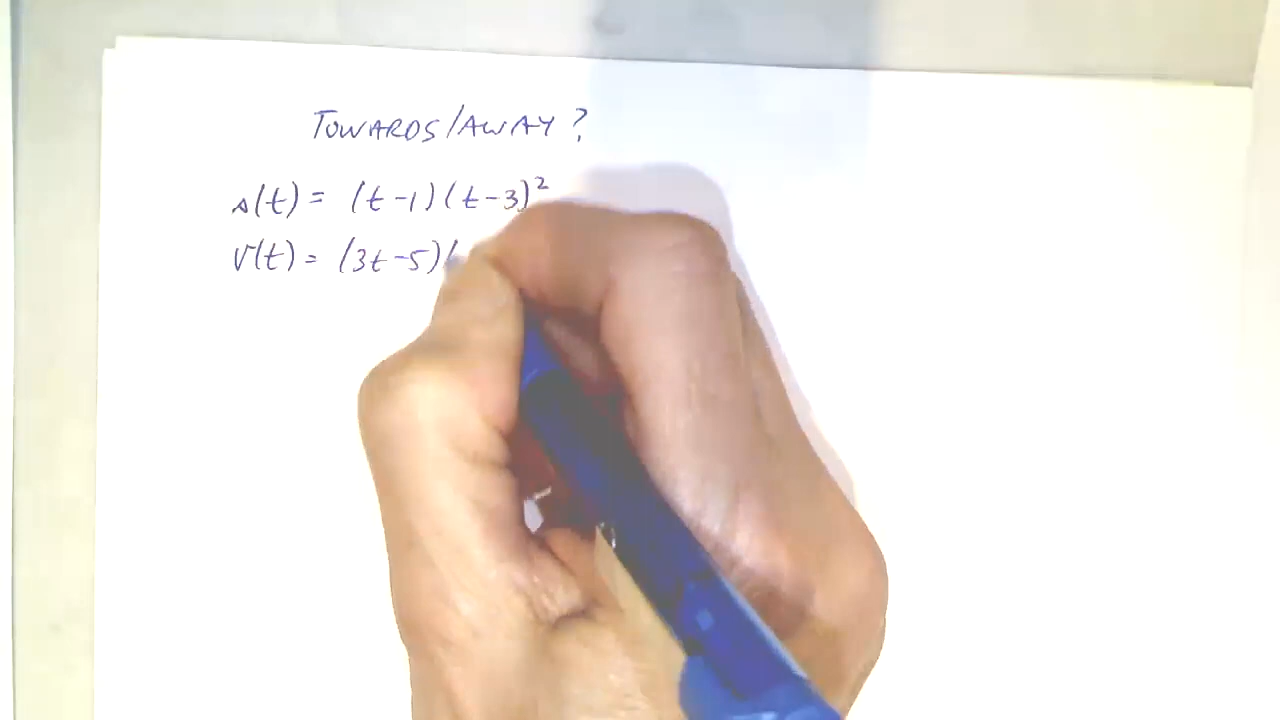 TOWARDS/AWAY?
s(t) = (t-1)(t-3)²
v(t) = (3t-5)(